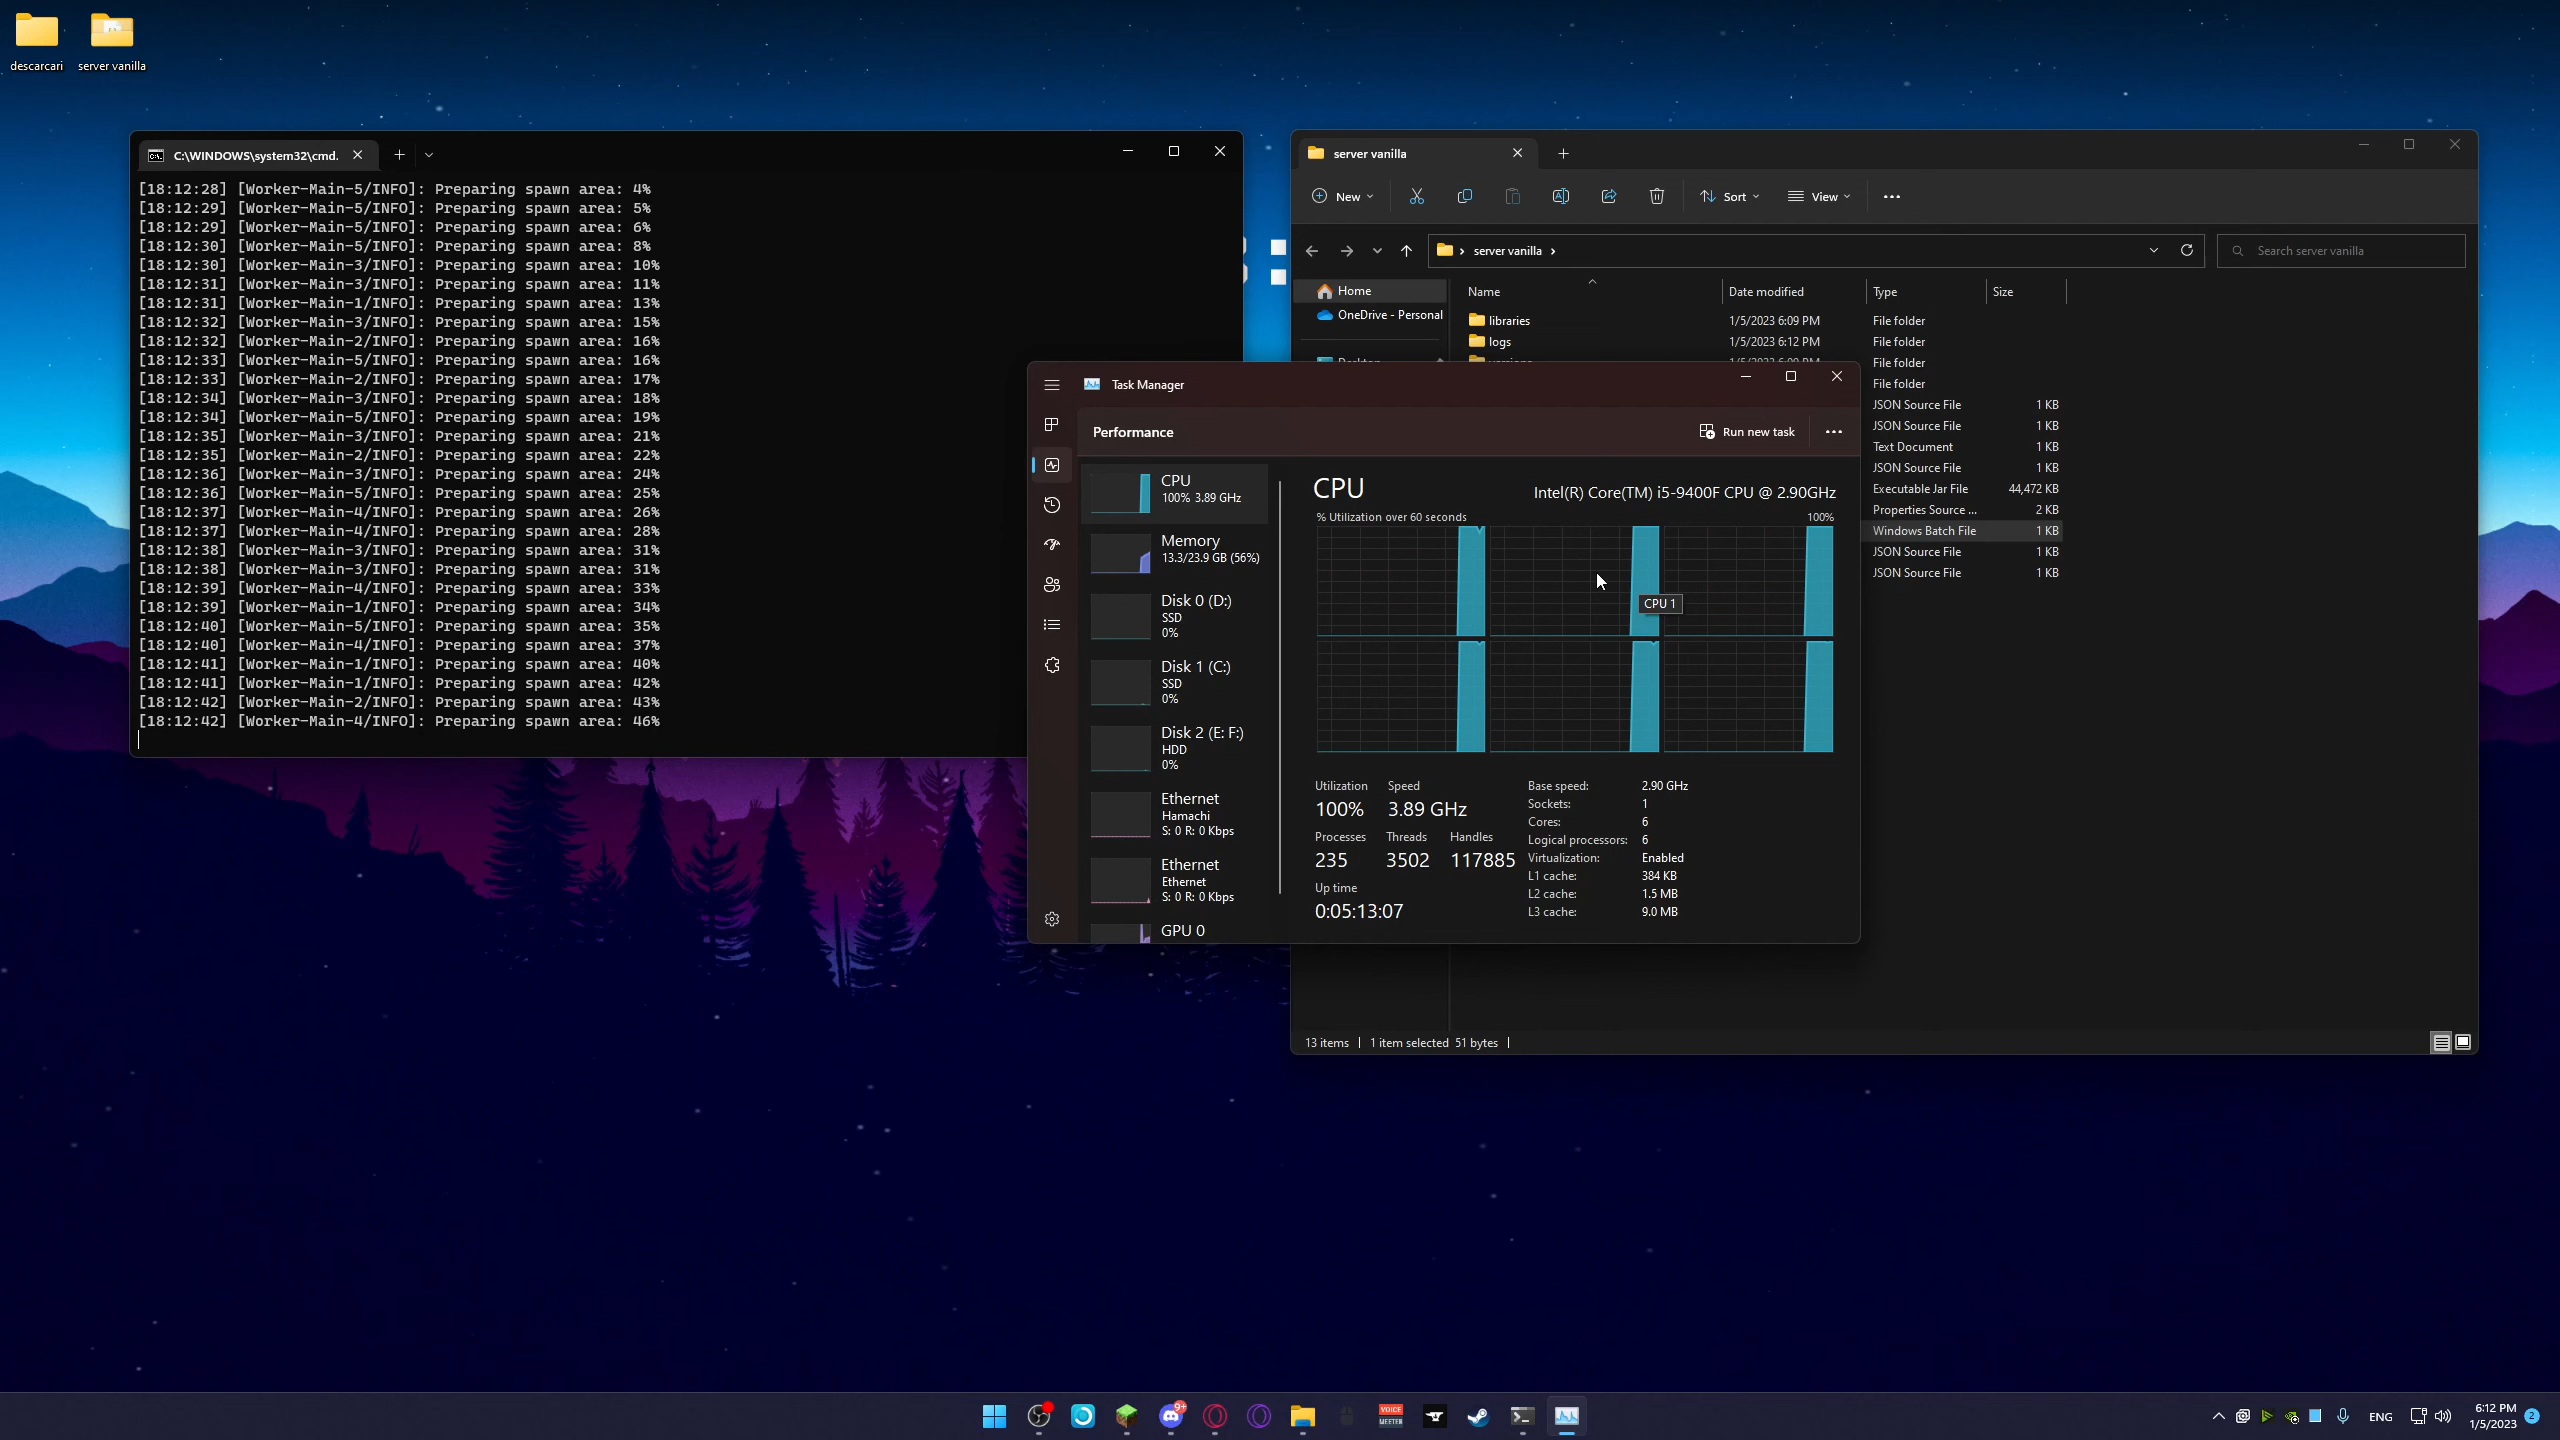 descarcari
server vanilla
C:\WINDOWS\system32\cmd.
[18:12:28] [Worker-Main-5/INFO]: Preparing spawn area: 4%
[18:12:29] [Worker-Main-5/INFO]: Preparing spawn area: 5%
[18:12:29] [Worker-Main-5/INFO]: Preparing spawn area: 6%
[18:12:30] [Worker-Main-5/INFO]: Preparing spawn area: 8%
[18:12:30] [Worker-Main-3/INFO]: Preparing spawn area: 10%
[18:12:31] [Worker-Main-3/INFO]: Preparing spawn area: 11%
[18:12:31] [Worker-Main-1/INFO]: Preparing spawn area: 13%
[18:12:32] [Worker-Main-3/INFO]: Preparing spawn area: 15%
[18:12:32] [Worker-Main-2/INFO]: Preparing spawn area: 16%
[18:12:33] [Worker-Main-5/INFO]: Preparing spawn area: 16%
[18:12:33] [Worker-Main-2/INFO]: Preparing spawn area: 17%
[18:12:34] [Worker-Main-3/INFO]: Preparing spawn area: 18%
[18:12:34] [Worker-Main-5/INFO]: Preparing spawn area: 19%
[18:12:35] [Worker-Main-3/INFO]: Preparing spawn area: 21%
[18:12:35] [Worker-Main-2/INFO]: Preparing spawn area: 22%
[18:12:36] [Worker-Main-3/INFO]: Preparing spawn area: 24%
[18:12:36] [Worker-Main-5/INFO]: Preparing spawn area: 25%
[18:12:37] [Worker-Main-4/INFO]: Preparing spawn area: 26%
[18:12:37] [Worker-Main-4/INFO]: Preparing spawn area: 28%
[18:12:38] [Worker-Main-3/INFO]: Preparing spawn area: 31%
[18:12:38] [Worker-Main-3/INFO]: Preparing spawn area: 31%
[18:12:39] [Worker-Main-4/INFO]: Preparing spawn area: 33%
[18:12:39] [Worker-Main-1/INFO]: Preparing spawn area: 34%
[18:12:40] [Worker-Main-5/INFO]: Preparing spawn area: 35%
[18:12:40] [Worker-Main-4/INFO]: Preparing spawn area: 37%
[18:12:41] [Worker-Main-1/INFO]: Preparing spawn area: 40%
[18:12:41] [Worker-Main-1/INFO]: Preparing spawn area: 42%
[18:12:42] [Worker-Main-2/INFO]: Preparing spawn area: 43%
[18:12:42] [Worker-Main-4/INFO]: Preparing spawn area: 46%
server vanilla
New Sort View
server vanilla
Search server vanilla
Home
OneDrive - Personal
Name Date modified Type Size
libraries 1/5/2023 6:09 PM File folder
logs 1/5/2023 6:12 PM File folder
File folder
File folder
JSON Source File 1 KB
JSON Source File 1 KB
Text Document 1 KB
JSON Source File 1 KB
Executable Jar File 44,472 KB
Properties Source ... 2 KB
Windows Batch File 1 KB
JSON Source File 1 KB
JSON Source File 1 KB
13 items 1 item selected 51 bytes
Task Manager
Performance
Run new task
CPU
100% 3.89 GHz
Memory
13.3/23.9 GB (56%)
Disk 0 (D:)
SSD
0%
Disk 1 (C:)
SSD
0%
Disk 2 (E: F:)
HDD
0%
Ethernet
Hamachi
S: 0 R: 0 Kbps
Ethernet
Ethernet
S: 0 R: 0 Kbps
GPU 0
CPU
Intel(R) Core(TM) i5-9400F CPU @ 2.90GHz
% Utilization over 60 seconds 100%
CPU 1
Utilization Speed
100% 3.89 GHz
Processes Threads Handles
235 3502 117885
Up time
0:05:13:07
Base speed: 2.90 GHz
Sockets: 1
Cores: 6
Logical processors: 6
Virtualization: Enabled
L1 cache: 384 KB
L2 cache: 1.5 MB
L3 cache: 9.0 MB
9+
VOICE
MEETER
ENG
6:12 PM
1/5/2023
2